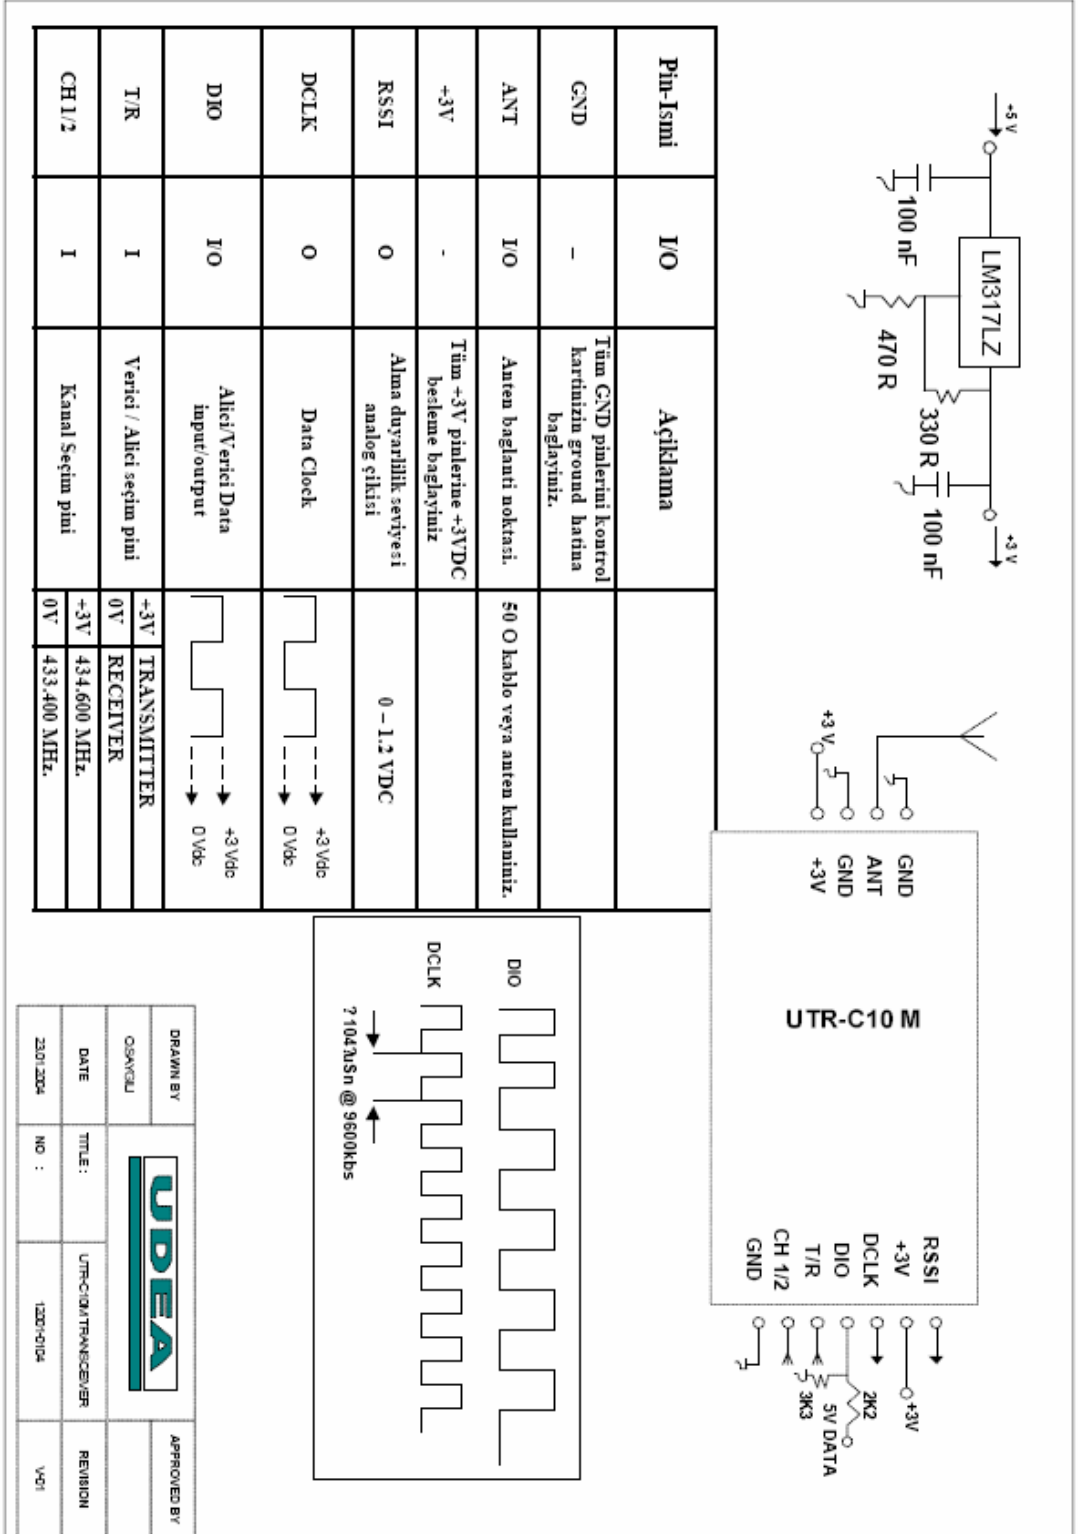 +5 V
LM317LZ
100 nF
470 R
330 R
100 nF
+3 V
+3 V
GND
ANT
GND
+3V
UTR-C10 M
RSSI
+3V
DCLK
DIO
T/R
CH 1/2
GND
+3V
2K2
5V DATA
3K3
Pin-Ismi I/O Açiklama
GND – Tüm GND pinlerini kontrol
kartinizin ground hatina
baglayiniz.
ANT I/O Anten baglanti noktasi. 50 O kablo veya anten kullaniniz.
+3V - Tüm +3V pinlerine +3VDC
besleme baglayiniz
RSSI O Alma duyarlilik seviyesi
analog çikisi
0 – 1.2 VDC
DCLK O Data Clock
+3 Vdc
0 Vdc
DIO I/O Alici/Verici Data
input/output
+3 Vdc
0 Vdc
T/R I Verici / Alici seçim pini
+3V TRANSMITTER
0V RECEIVER
CH 1/2 I Kanal Seçim pini
+3V 434.600 MHz.
0V 433.400 MHz.
DIO
DCLK
?104?uSn @ 9600kbs
DRAWN BY
O.SAYGILI
UDEA
APPROVED BY
DATE TITLE : UTR-C10M TRANSCEIVER REVISION
23.01.2004 NO : 12001-0104 V-01